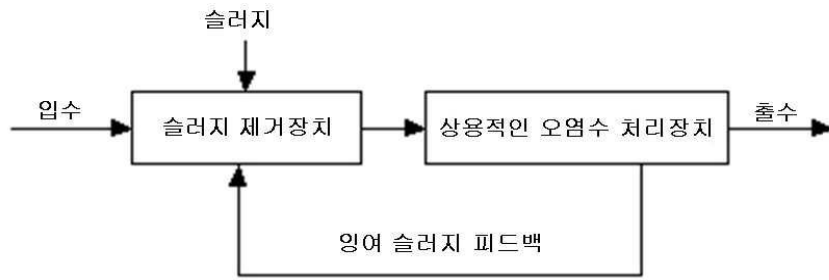 슬러지
입수
슬러지 제거장치
상용적인 오염수 처리장치
출수
잉여 슬러지 피드백